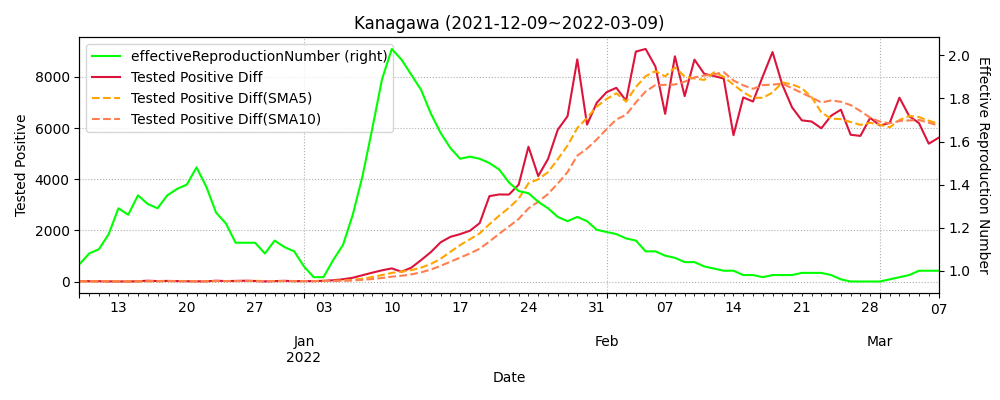 Kanagawa (2021-12-09~2022-03-09)
effectiveReproductionNumber (right)
Tested Positive Diff
Tested Positive Diff(SMA5)
Tested Positive Diff(SMA10)
Tested Positive
8000
6000
4000
2000
0
2.0
1.8
1.6
1.4
1.2
1.0
Effective Reproduction Number
13 20 27 03 10 17 24 31 07 14 21 28 07
Jan Feb Mar
2022
Date